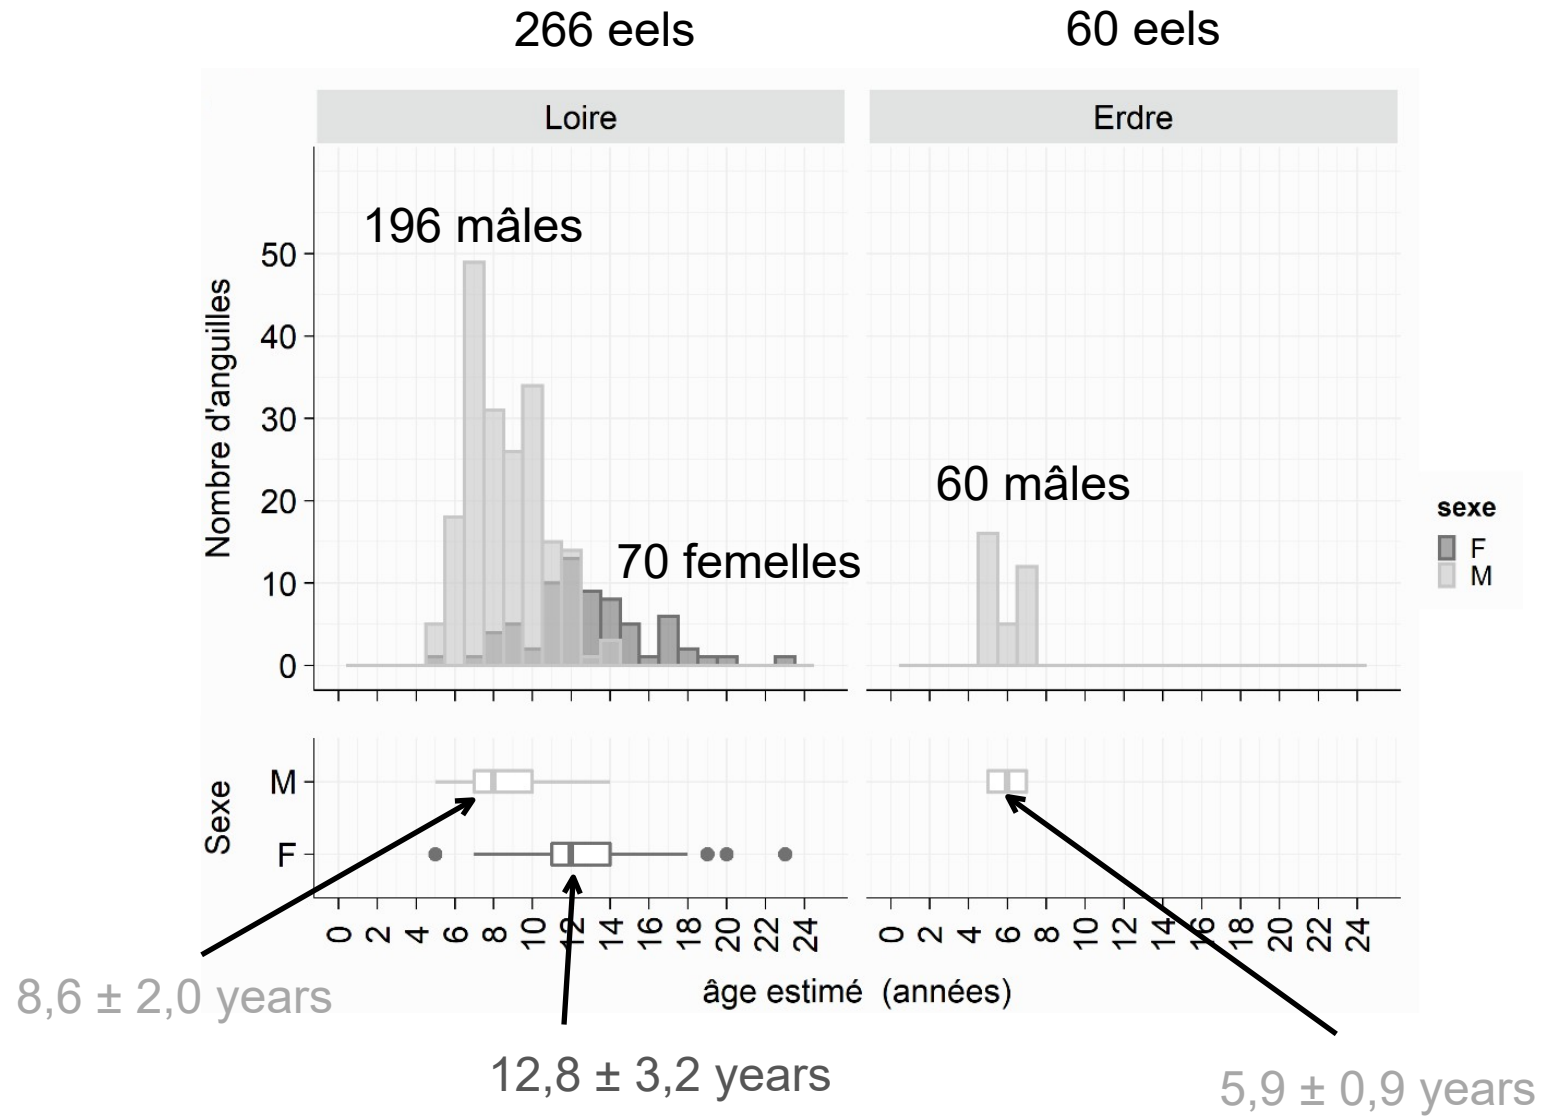 266 eels
60 eels
Loire
Erdre
196 mâles
60 mâles
70 femelles
Nombre d'anguilles
50
40
30
20
10
0
sexe
F
M
Sexe
M
F
0 2 4 6 8 10 12 14 16 18 20 22 24
0 2 4 6 8 10 12 14 16 18 20 22 24
âge estimé (années)
8,6 ± 2,0 years
12,8 ± 3,2 years
5,9 ± 0,9 years